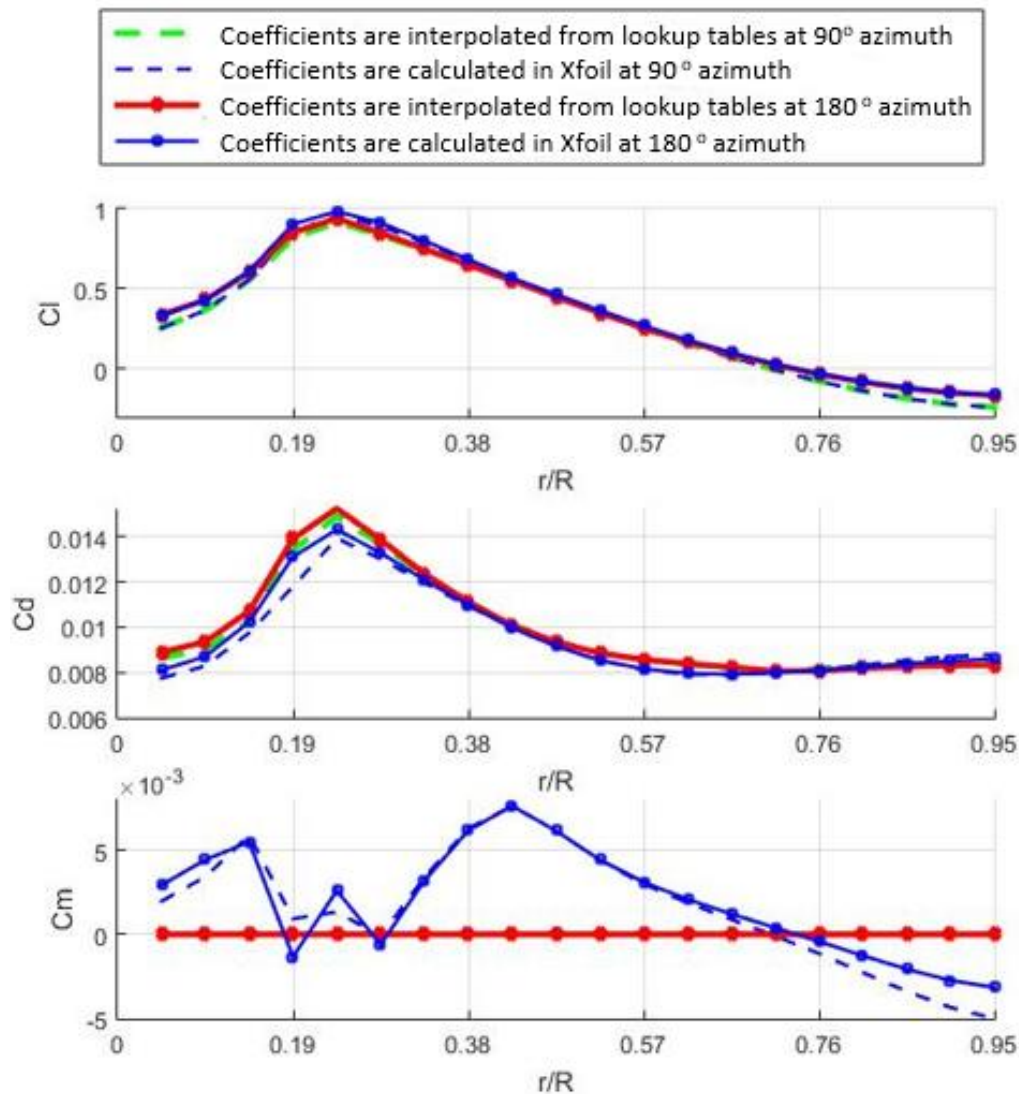 Coefficients are interpolated from lookup tables at 90° azimuth
Coefficients are calculated in Xfoil at 90° azimuth
Coefficients are interpolated from lookup tables at 180° azimuth
Coefficients are calculated in Xfoil at 180° azimuth
1
0.5
0
Cl
0 0.19 0.38 0.57 0.76 0.95
r/R
0.014
0.012
0.01
0.008
0.006
Cd
0 0.19 0.38 0.57 0.76 0.95
r/R
× 10⁻³
5
0
-5
Cm
0 0.19 0.38 0.57 0.76 0.95
r/R